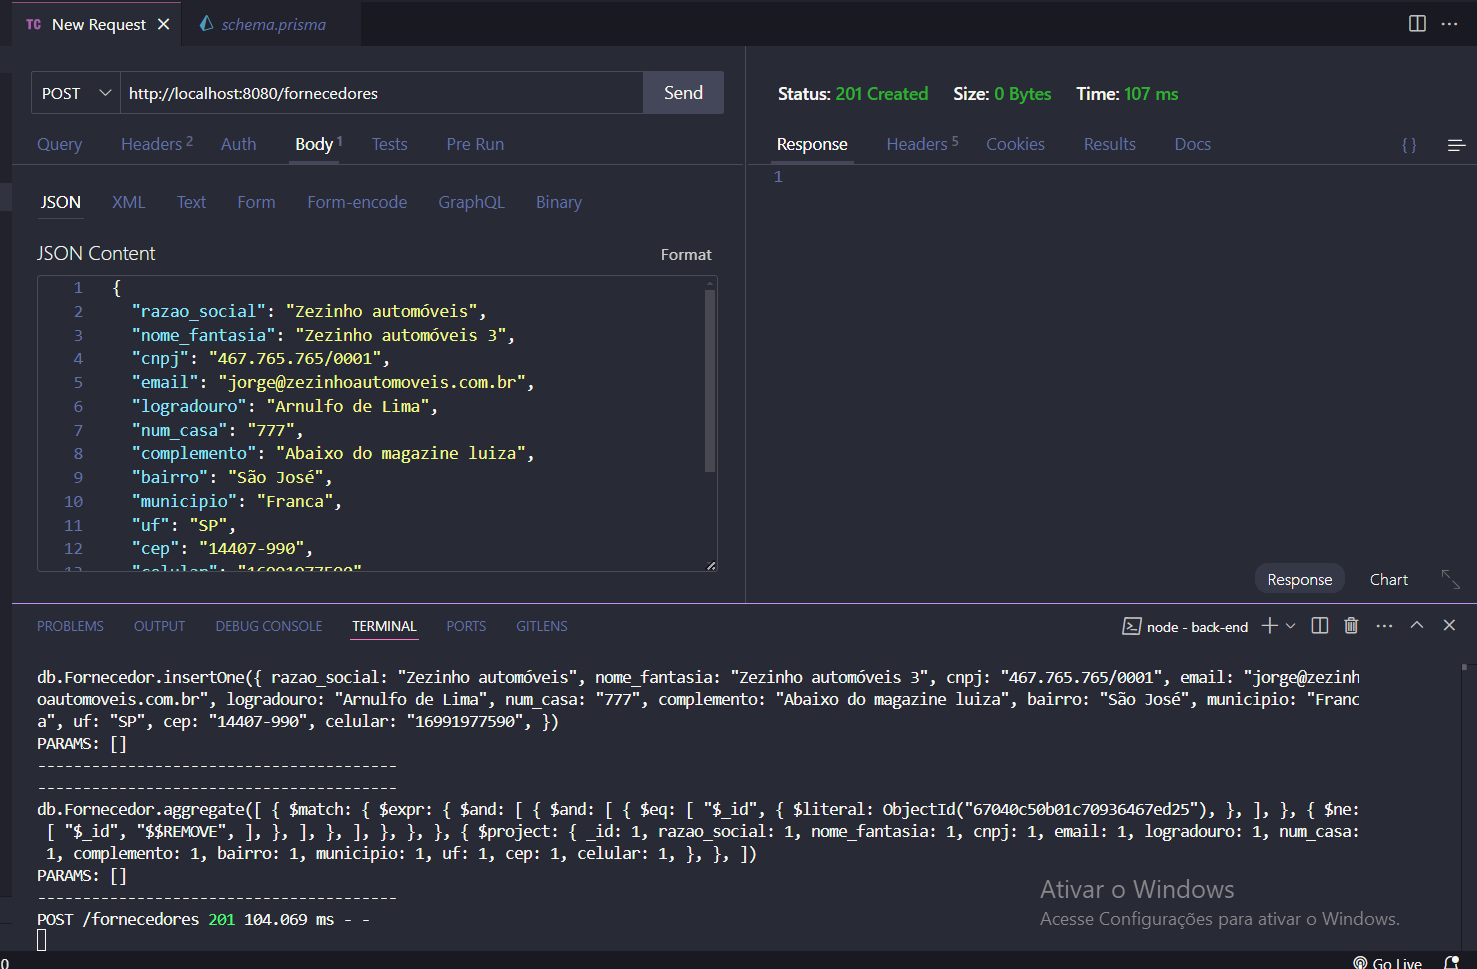 TC New Request
schema.prisma
POST http://localhost:8080/fornecedores Send
Status: 201 Created Size: 0 Bytes Time: 107 ms
Query Headers 2 Auth Body 1 Tests Pre Run
Response Headers 5 Cookies Results Docs { }
1
JSON XML Text Form Form-encode GraphQL Binary
JSON Content Format
1 {
2 "razao_social": "Zezinho automóveis",
3 "nome_fantasia": "Zezinho automóveis 3",
4 "cnpj": "467.765.765/0001",
5 "email": "jorge@zezinhoautomoveis.com.br",
6 "logradouro": "Arnulfo de Lima",
7 "num_casa": "777",
8 "complemento": "Abaixo do magazine luiza",
9 "bairro": "São José",
10 "municipio": "Franca",
11 "uf": "SP",
12 "cep": "14407-990",
13 "celular": "16991977590"
Response Chart
PROBLEMS OUTPUT DEBUG CONSOLE TERMINAL PORTS GITLENS
node - back-end
db.Fornecedor.insertOne({ razao_social: "Zezinho automóveis", nome_fantasia: "Zezinho automóveis 3", cnpj: "467.765.765/0001", email: "jorge@zezinh
oautomoveis.com.br", logradouro: "Arnulfo de Lima", num_casa: "777", complemento: "Abaixo do magazine luiza", bairro: "São José", municipio: "Franc
a", uf: "SP", cep: "14407-990", celular: "16991977590", })
PARAMS: []
----------------------------------------
----------------------------------------
db.Fornecedor.aggregate([ { $match: { $expr: { $and: [ { $and: [ { $eq: [ "$_id", { $literal: ObjectId("67040c50b01c70936467ed25"), }, ], }, { $ne:
[ "$_id", "$$REMOVE", ], }, ], }, ], }, }, }, { $project: { _id: 1, razao_social: 1, nome_fantasia: 1, cnpj: 1, email: 1, logradouro: 1, num_casa:
1, complemento: 1, bairro: 1, municipio: 1, uf: 1, cep: 1, celular: 1, }, }, ])
PARAMS: []
----------------------------------------
POST /fornecedores 201 104.069 ms - -
Ativar o Windows
Acesse Configurações para ativar o Windows.
0
Go Live